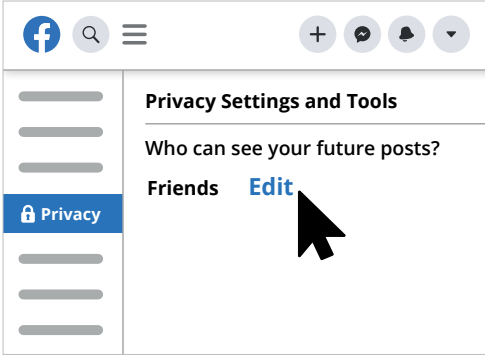 Privacy Settings and Tools
Who can see your future posts?
Friends Edit
Privacy